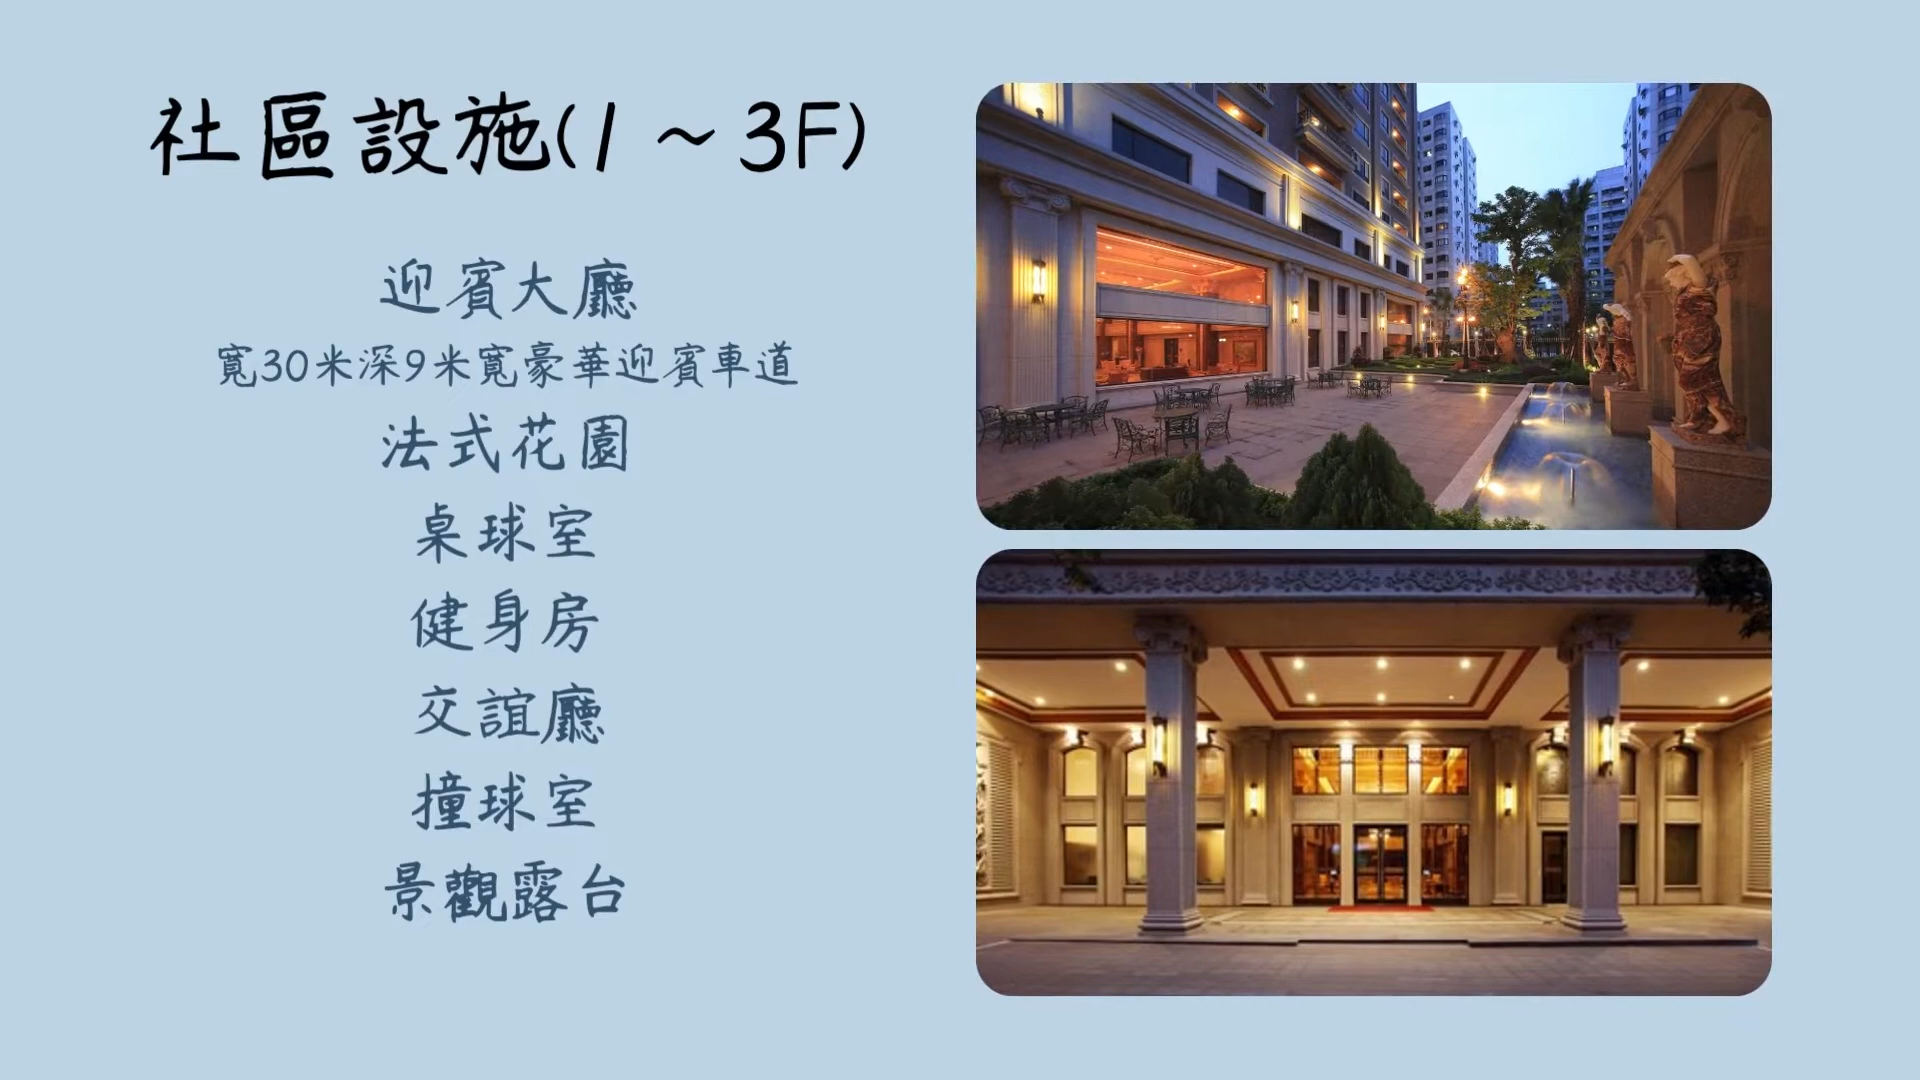 社區設施(1～3F)
迎賓大廳
寬30米深9米寬豪華迎賓車道
法式花園
桌球室
健身房
交誼廳
撞球室
景觀露台